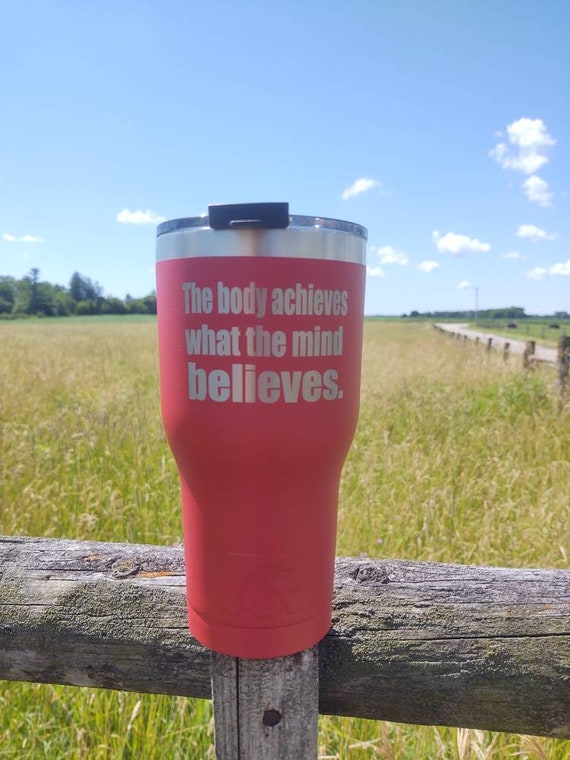 The body achieves
what the mind
believes.